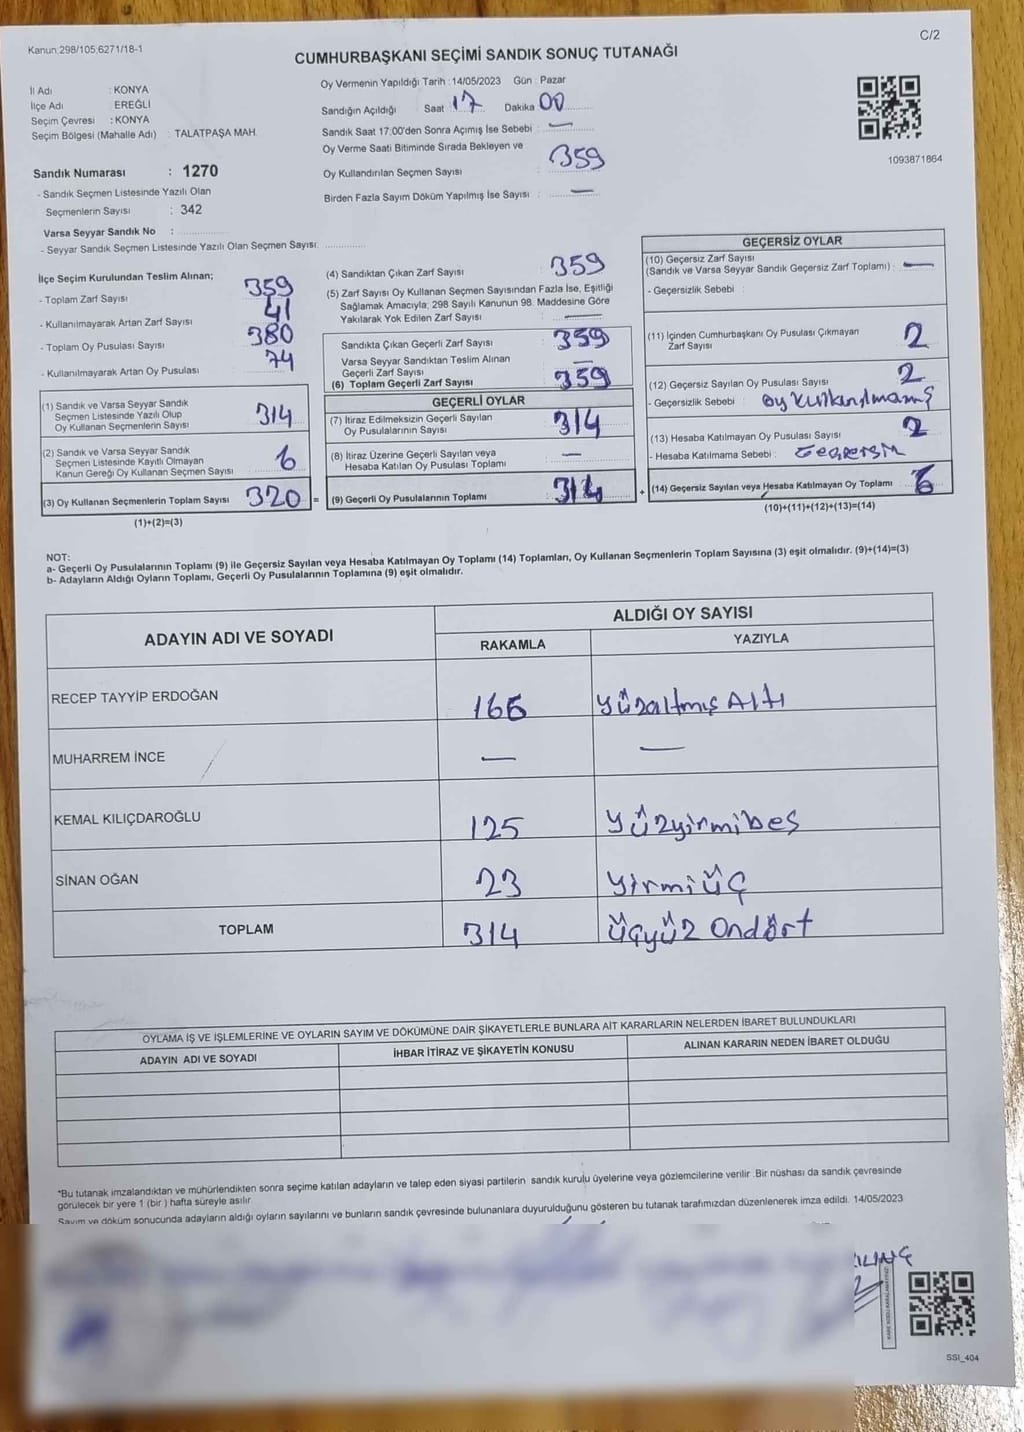 Kanun:298/105;6271/18-1
C/2
CUMHURBAŞKANI SEÇİMİ SANDIK SONUÇ TUTANAĞI
İl Adı : KONYA
İlçe Adı : EREĞLİ
Seçim Çevresi : KONYA
Seçim Bölgesi (Mahalle Adı) : TALATPAŞA MAH.
Sandık Numarası : 1270
- Sandık Seçmen Listesinde Yazılı Olan
Seçmenlerin Sayısı : 342
Varsa Seyyar Sandık No :
- Seyyar Sandık Seçmen Listesinde Yazılı Olan Seçmen Sayısı:
Oy Vermenin Yapıldığı Tarih : 14/05/2023 Gün : Pazar
Sandığın Açıldığı Saat 17 Dakika 00
Sandık Saat 17:00'den Sonra Açımış İse Sebebi : —
Oy Verme Saati Bitiminde Sırada Bekleyen ve
Oy Kullandırılan Seçmen Sayısı : 359
Birden Fazla Sayım Döküm Yapılmış İse Sayısı : —
1093871864
İlçe Seçim Kurulundan Teslim Alınan;
- Toplam Zarf Sayısı 359
- Kullanılmayarak Artan Zarf Sayısı 41
- Toplam Oy Pusulası Sayısı 380
- Kullanılmayarak Artan Oy Pusulası 74
(1) Sandık ve Varsa Seyyar Sandık
Seçmen Listesinde Yazılı Olup
Oy Kullanan Seçmenlerin Sayısı 314
(2) Sandık ve Varsa Seyyar Sandık
Seçmen Listesinde Kayıtlı Olmayan
Kanun Gereği Oy Kullanan Seçmen Sayısı 6
(3) Oy Kullanan Seçmenlerin Toplam Sayısı 320 =
(1)+(2)=(3)
(4) Sandıktan Çıkan Zarf Sayısı 359
(5) Zarf Sayısı Oy Kullanan Seçmen Sayısından Fazla İse, Eşitliği
Sağlamak Amacıyla, 298 Sayılı Kanunun 98. Maddesine Göre
Yakılarak Yok Edilen Zarf Sayısı : —
Sandıkta Çıkan Geçerli Zarf Sayısı : 359
Varsa Seyyar Sandıktan Teslim Alınan
Geçerli Zarf Sayısı : —
(6) Toplam Geçerli Zarf Sayısı : 359
GEÇERLİ OYLAR
(7) İtiraz Edilmeksizin Geçerli Sayılan
Oy Pusulalarının Sayısı : 314
(8) İtiraz Üzerine Geçerli Sayılan veya
Hesaba Katılan Oy Pusulası Toplamı : —
(9) Geçerli Oy Pusulalarının Toplamı : 314 +
GEÇERSİZ OYLAR
(10) Geçersiz Zarf Sayısı
(Sandık ve Varsa Seyyar Sandık Geçersiz Zarf Toplamı) : —
- Geçersizlik Sebebi :
(11) İçinden Cumhurbaşkanı Oy Pusulası Çıkmayan
Zarf Sayısı 2
(12) Geçersiz Sayılan Oy Pusulası Sayısı : 2
- Geçersizlik Sebebi : oy kullanılmamış
(13) Hesaba Katılmayan Oy Pusulası Sayısı : 2
- Hesaba Katılmama Sebebi :
(14) Geçersiz Sayılan veya Hesaba Katılmayan Oy Toplamı : 6
(10)+(11)+(12)+(13)=(14)
NOT:
a- Geçerli Oy Pusulalarının Toplamı (9) ile Geçersiz Sayılan veya Hesaba Katılmayan Oy Toplamı (14) Toplamları, Oy Kullanan Seçmenlerin Toplam Sayısına (3) eşit olmalıdır. (9)+(14)=(3)
b- Adayların Aldığı Oyların Toplamı, Geçerli Oy Pusulalarının Toplamına (9) eşit olmalıdır.
ADAYIN ADI VE SOYADI
ALDIĞI OY SAYISI
RAKAMLA YAZIYLA
RECEP TAYYİP ERDOĞAN 166 Yüzaltmış Altı
MUHARREM İNCE — —
KEMAL KILIÇDAROĞLU 125 Yüzyirmibeş
SİNAN OĞAN 23 Yirmiüç
TOPLAM 314 Üçyüz Ondört
OYLAMA İŞ VE İŞLEMLERİNE VE OYLARIN SAYIM VE DÖKÜMÜNE DAİR ŞİKAYETLERLE BUNLARA AİT KARARLARIN NELERDEN İBARET BULUNDUKLARI
ADAYIN ADI VE SOYADI
İHBAR İTİRAZ VE ŞİKAYETİN KONUSU
ALINAN KARARIN NEDEN İBARET OLDUĞU
*Bu tutanak imzalandıktan ve mühürlendikten sonra seçime katılan adayların ve talep eden siyasi partilerin sandık kurulu üyelerine veya gözlemcilerine verilir .Bir nüshası da sandık çevresinde
görülecek bir yere 1 (bir ) hafta süreyle asılır.
Sayım ve döküm sonucunda adayların aldığı oyların sayılarını ve bunların sandık çevresinde bulunanlara duyurulduğunu gösteren bu tutanak tarafımızdan düzenlenerek imza edildi. 14/05/2023
SSİ_404